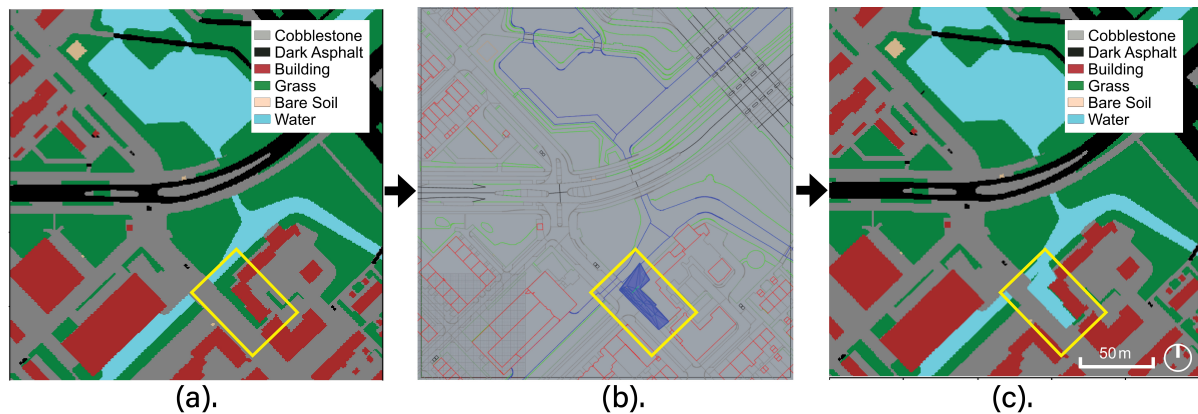 Cobblestone
Dark Asphalt
Building
Grass
Bare Soil
Water
Cobblestone
Dark Asphalt
Building
Grass
Bare Soil
Water
50 m
(a).
(b).
(c).